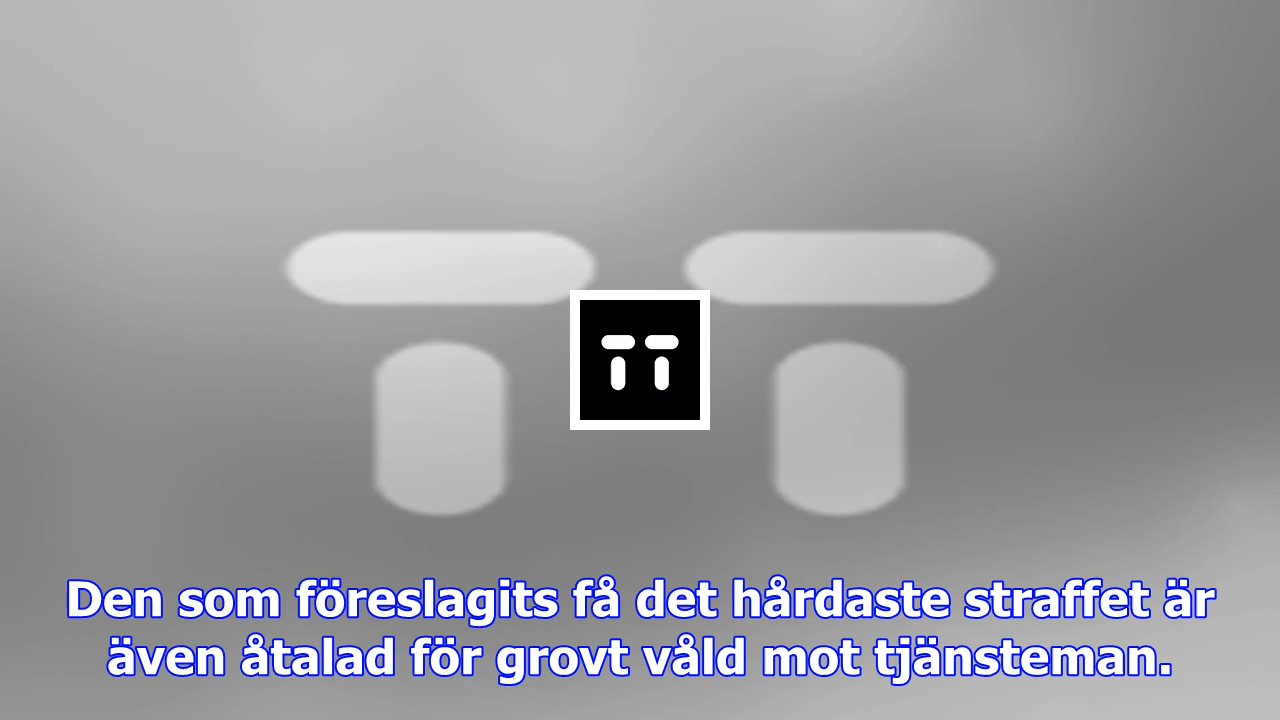 Den som föreslagits få det hårdaste straffet är
även åtalad för grovt våld mot tjänsteman.